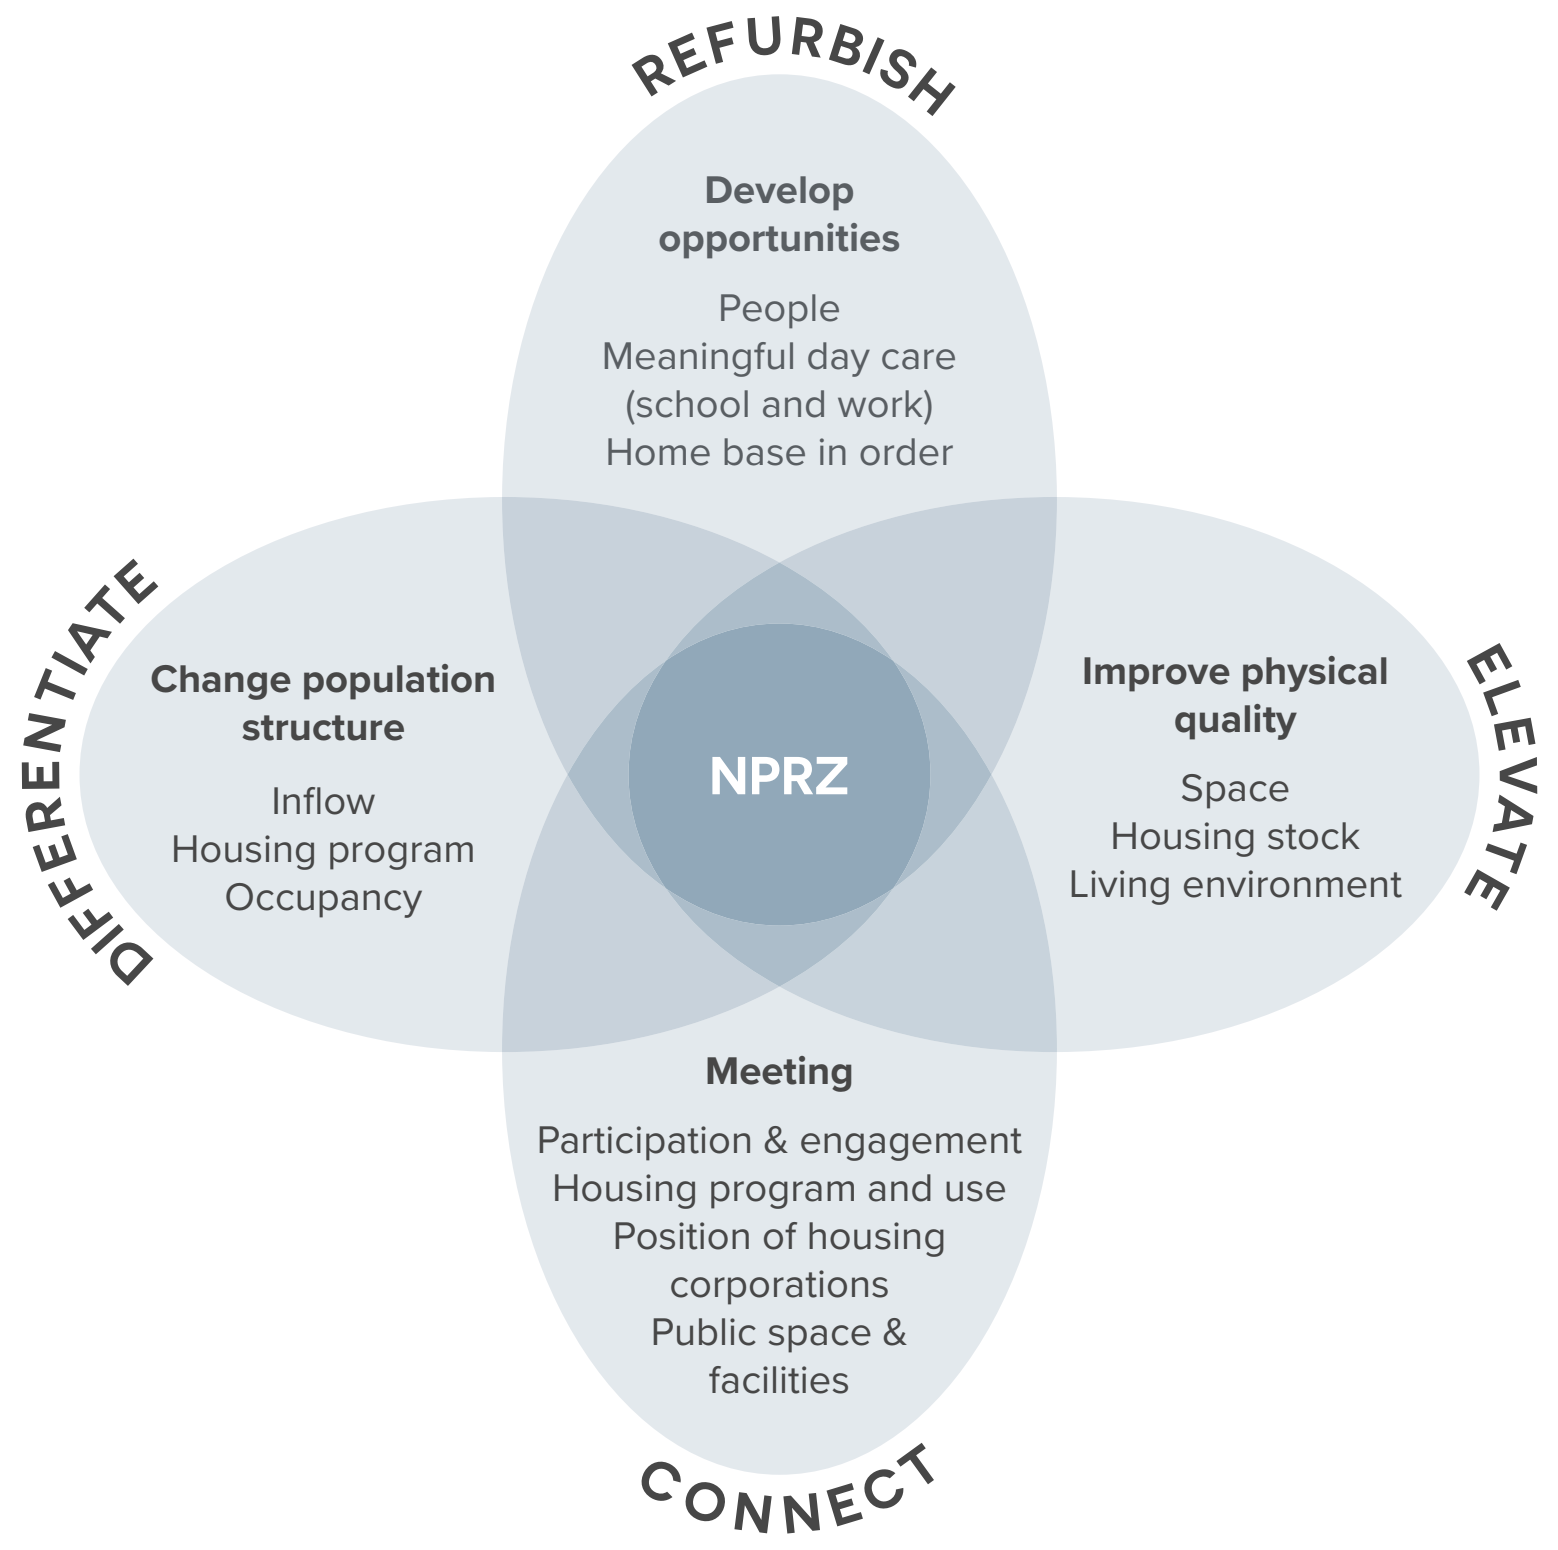 REFURBISH
Develop
opportunities
People
Meaningful day care
(school and work)
Home base in order
DIFFERENTIATE
Change population
structure
Inflow
Housing program
Occupancy
NPRZ
ELEVATE
Improve physical
quality
Space
Housing stock
Living environment
Meeting
Participation & engagement
Housing program and use
Position of housing
corporations
Public space &
facilities
CONNECT